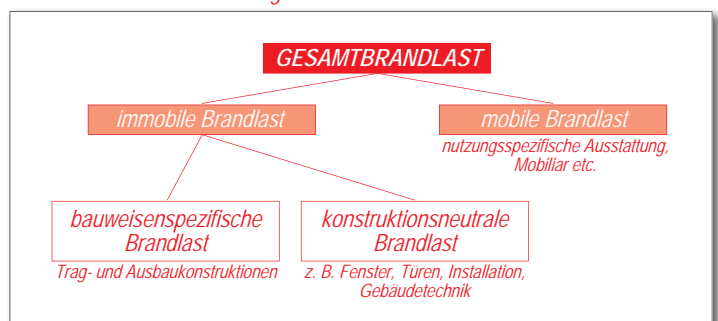 GESAMTBRANDLAST
immobile Brandlast
mobile Brandlast
nutzungsspezifische Ausstattung,
Mobiliar etc.
bauweisenspezifische
Brandlast
Trag- und Ausbaukonstruktionen
konstruktionsneutrale
Brandlast
z. B. Fenster, Türen, Installation,
Gebäudetechnik